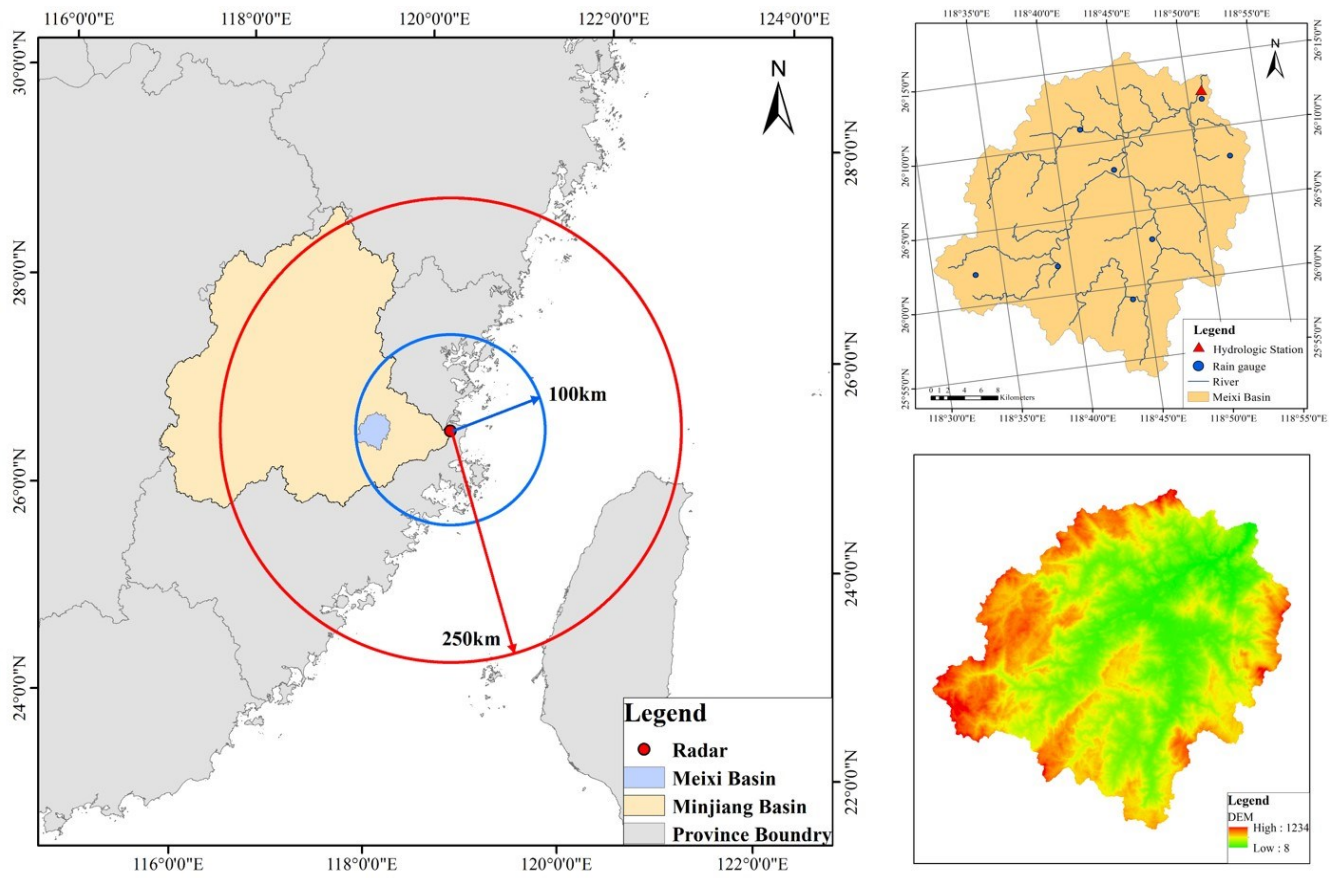 116°0'0"E 118°0'0"E 120°0'0"E 122°0'0"E 124°0'0"E
30°0'0"N
28°0'0"N
26°0'0"N
24°0'0"N
28°0'0"N
26°0'0"N
24°0'0"N
22°0'0"N
N
100km
250km
Legend
Radar
Meixi Basin
Minjiang Basin
Province Boundry
116°0'0"E 118°0'0"E 120°0'0"E 122°0'0"E
118°35'0"E 118°40'0"E 118°45'0"E 118°50'0"E 118°55'0"E
26°15'0"N
26°10'0"N
26°5'0"N
26°0'0"N
25°55'0"N
26°15'0"N
26°10'0"N
26°5'0"N
26°0'0"N
25°55'0"N
N
Legend
Hydrologic Station
Rain gauge
River
Meixi Basin
0 1 2 4 6 8
Kilometers
118°30'0"E 118°35'0"E 118°40'0"E 118°45'0"E 118°50'0"E 118°55'0"E
Legend
DEM
High : 1234
Low : 8